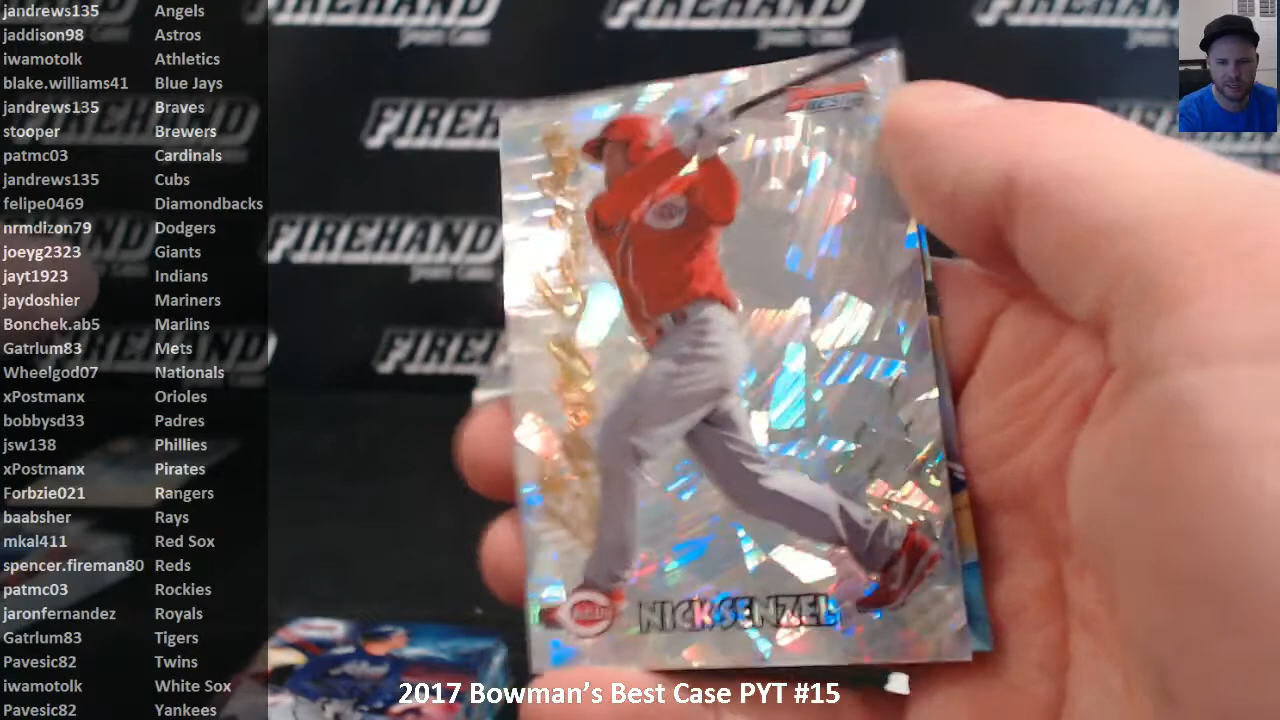 jandrews135 Angels
jaddison98 Astros
iwamotolk Athletics
blake.williams41 Blue Jays
jandrews135 Braves
stooper Brewers
patmc03 Cardinals
jandrews135 Cubs
felipe0469 Diamondbacks
nrmdizon79 Dodgers
joeyg2323 Giants
jayt1923 Indians
jaydoshier Mariners
Bonchek.ab5 Marlins
Gatrlum83 Mets
Wheelgod07 Nationals
xPostmanx Orioles
bobbysd33 Padres
jsw138 Phillies
xPostmanx Pirates
Forbzie021 Rangers
baabsher Rays
mkal411 Red Sox
spencer.fireman80 Reds
patmc03 Rockies
jaronfernandez Royals
Gatrlum83 Tigers
Pavesic82 Twins
iwamotolk White Sox
Pavesic82 Yankees
FIREHAND
FIREHAND
FIREHAND
NICK SENZEL
2017 Bowman's Best Case PYT #15